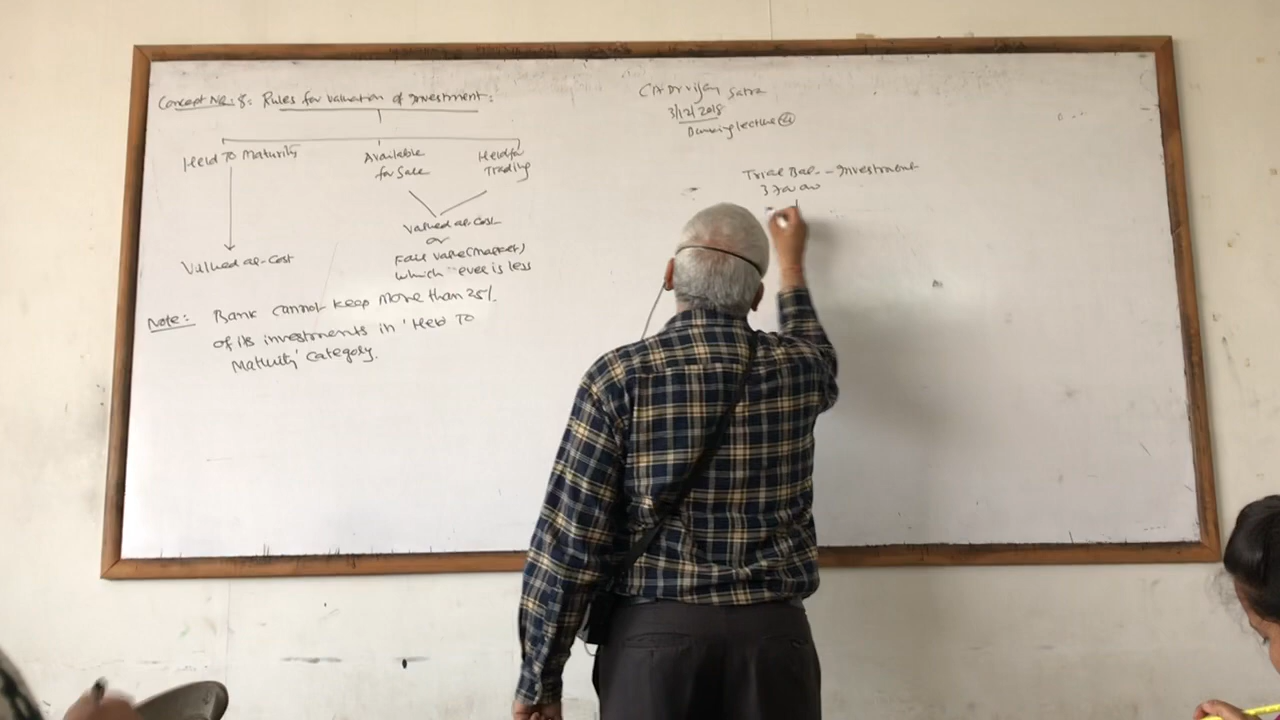 Concept No: 8: Rules for valuation of Investment:
Held To Maturity
Available
for Sale
Held for
Trading
Valued at Cost
Valued at Cost
or
Fair value (Market)
which ever is less
Note: Bank cannot keep more than 25%
of its investments in 'Held To
Maturity' category.
CA Dr Vijay Satra
3/12/2018
Banking lecture 4
Trial Bal - Investment